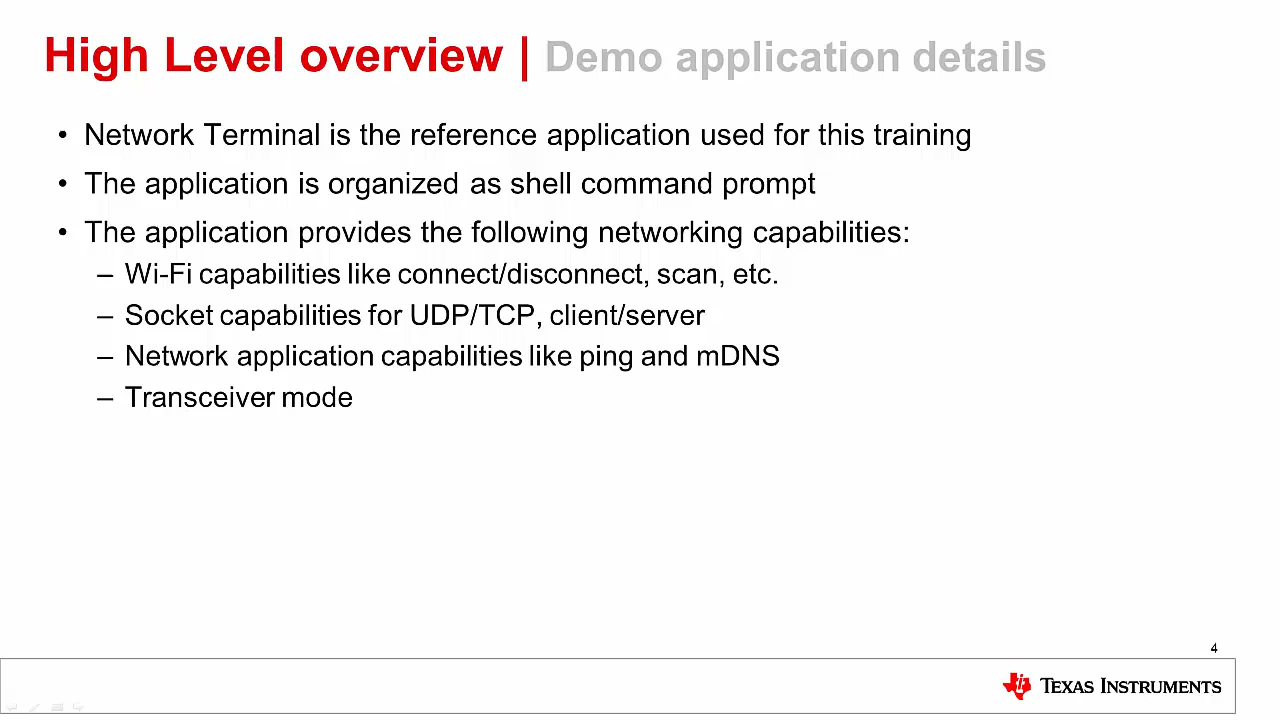 High Level overview | Demo application details
• Network Terminal is the reference application used for this training
• The application is organized as shell command prompt
• The application provides the following networking capabilities:
– Wi-Fi capabilities like connect/disconnect, scan, etc.
– Socket capabilities for UDP/TCP, client/server
– Network application capabilities like ping and mDNS
– Transceiver mode
4
TEXAS INSTRUMENTS